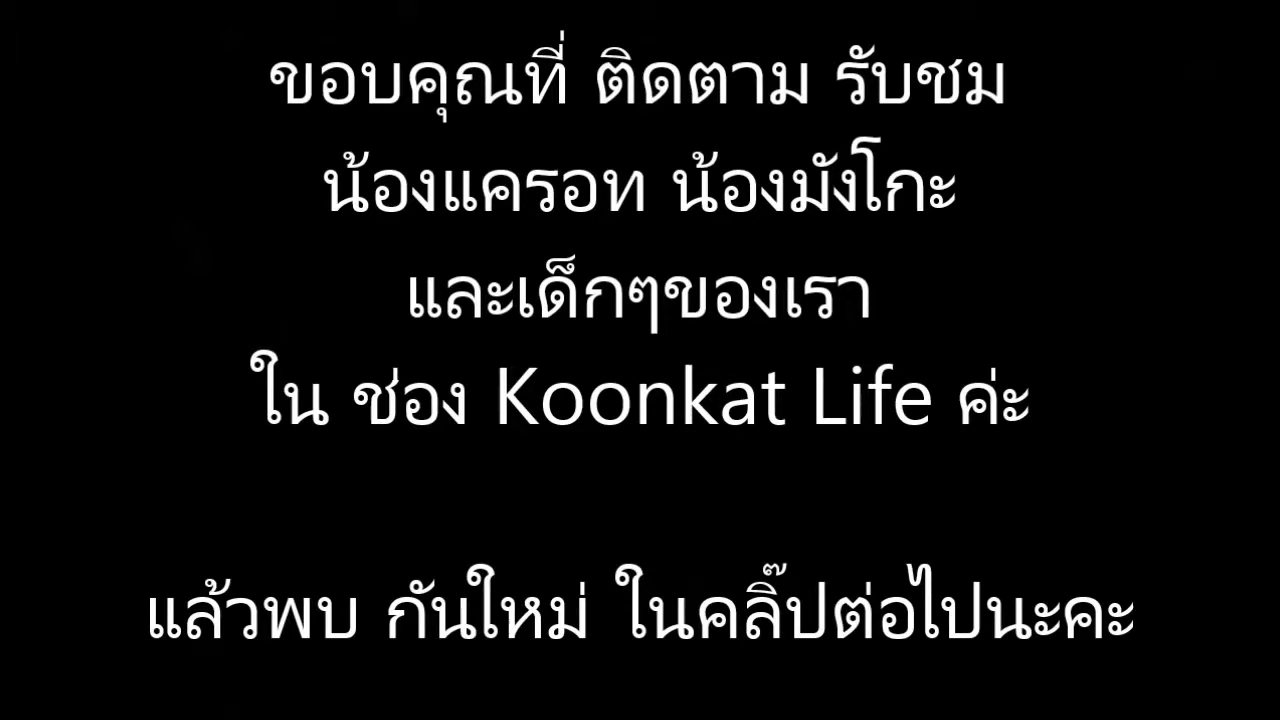 ขอบคุณที่ ติดตาม รับชม
น้องแครอท น้องมังโกะ
และเด็กๆของเรา
ใน ช่อง Koonkat Life ค่ะ
แล้วพบ กันใหม่ ในคลิ๊ปต่อไปนะคะ